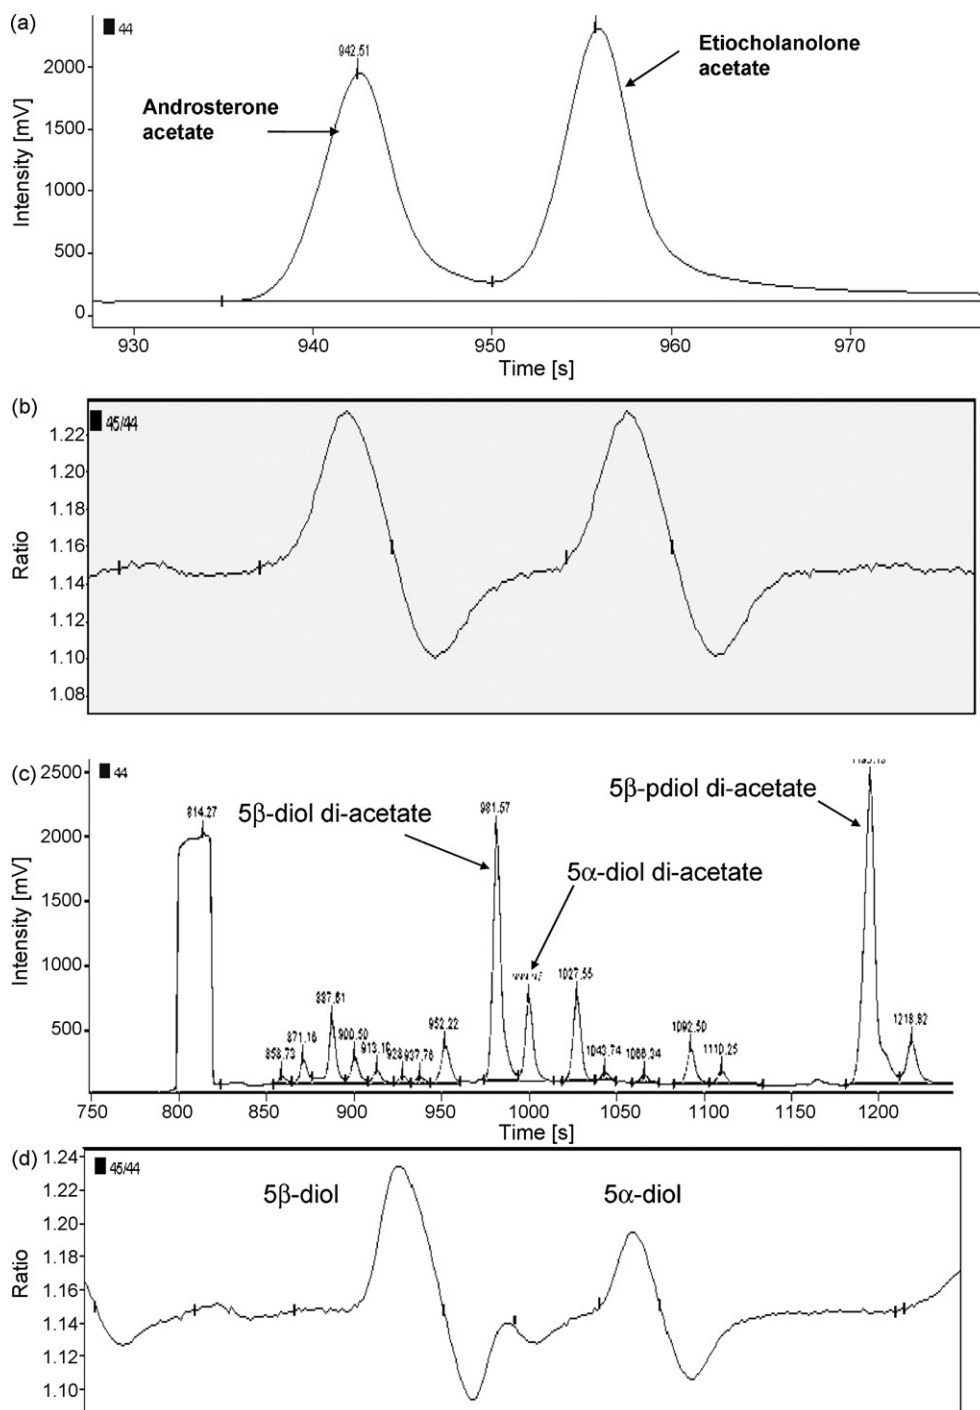 (a)
44
942.51
Etiocholanolone
acetate
Androsterone
acetate
Intensity [mV]
2000
1500
1000
500
0
930 940 950 960 970
Time [s]
(b)
45/44
1.22
1.20
1.18
1.16
1.14
1.12
1.10
1.08
Ratio
(c)
44
2500
2000
1500
1000
500
Intensity [mV]
814.27
5β-diol di-acetate
981.57
5β-pdiol di-acetate
5α-diol di-acetate
1027.55
887.61
871.16
900.50
913.16
858.73
928
937.76
952.22
1043.74
1066.34
1092.50
1110.25
1218.82
750 800 850 900 950 1000 1050 1100 1150 1200
Time [s]
(d)
45/44
1.24
1.22
1.20
1.18
1.16
1.14
1.12
1.10
Ratio
5β-diol
5α-diol